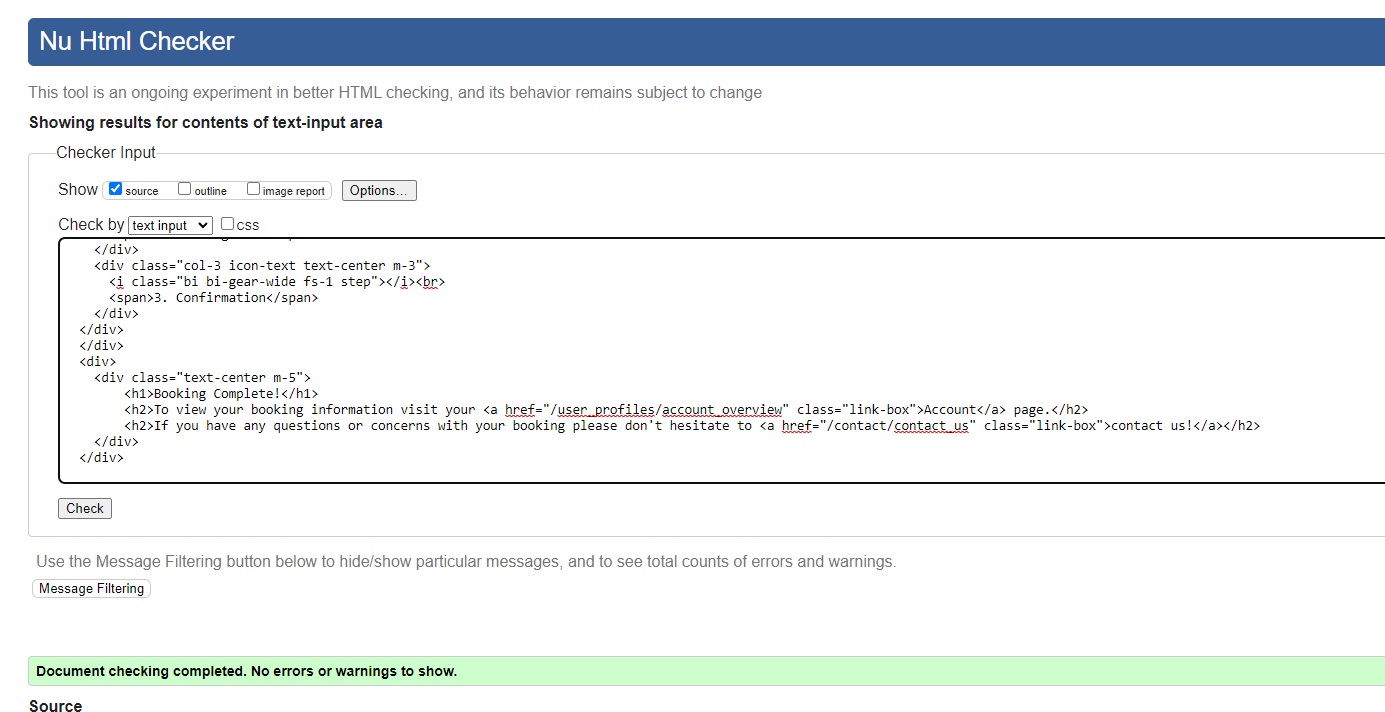 Nu Html Checker
This tool is an ongoing experiment in better HTML checking, and its behavior remains subject to change
Showing results for contents of text-input area
Checker Input
Show source outline image report Options...
Check by text input css
</div>
<div class="col-3 icon-text text-center m-3">
<i class="bi bi-gear-wide fs-1 step"></i><br>
<span>3. Confirmation</span>
</div>
</div>
</div>
<div>
<div class="text-center m-5">
<h1>Booking Complete!</h1>
<h2>To view your booking information visit your <a href="/user_profiles/account_overview" class="link-box">Account</a> page.</h2>
<h2>If you have any questions or concerns with your booking please don't hesitate to <a href="/contact/contact_us" class="link-box">contact us!</a></h2>
</div>
</div>
Check
Use the Message Filtering button below to hide/show particular messages, and to see total counts of errors and warnings.
Message Filtering
Document checking completed. No errors or warnings to show.
Source